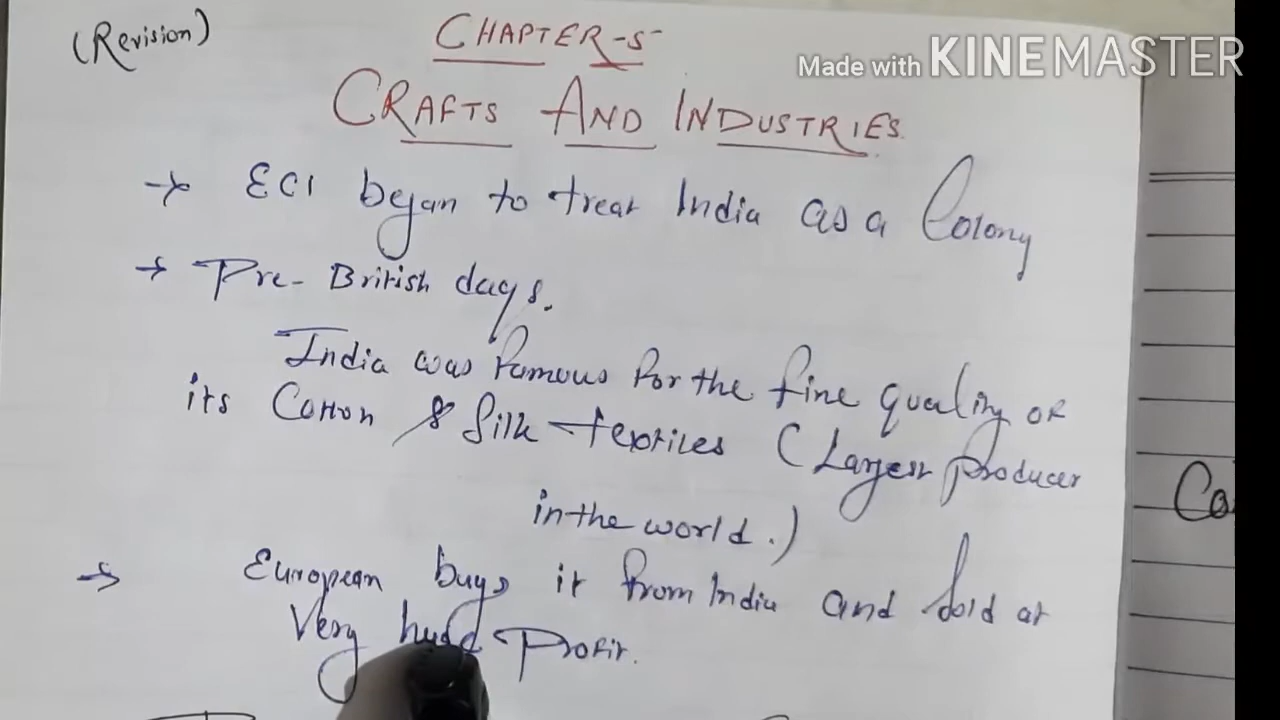 (Revision)
CHAPTER-5
Made with KINEMASTER
CRAFTS AND INDUSTRIES.
→ ECI began to treat India as a Colony
→ Pre-British days.
India was famous for the fine quality of
its Cotton & Silk textiles (Largest producer
in the world.)
Co
→ European buys it from India and sold at
Very Profit.